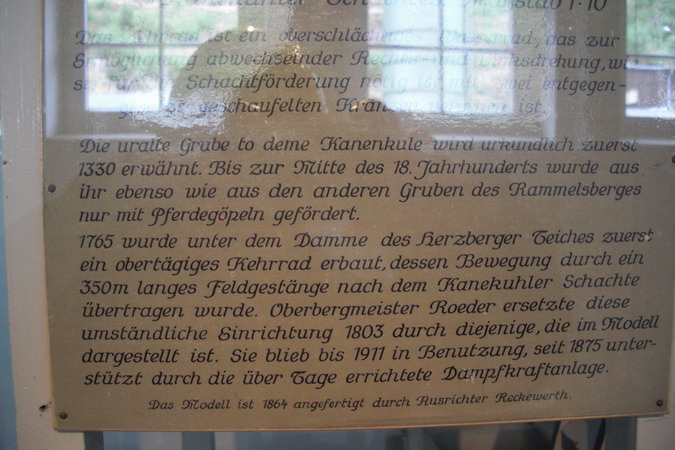 Kanekuhler Schachtes Maßstab 1:10
Das Kehrrad ist ein overschlächtiges Wasserrad, das zur
Ermöglichung abwechselnder Rechts- und Linksdrehung, wie
sie für die Schachtförderung nötig ist, mit zwei entgegen-
gesetzt geschaufelten Kränzen versehen ist.
Die uralte Grube to deme Kanenkule wird urkundlich zuerst
1330 erwähnt. Bis zur Mitte des 18. Jahrhunderts wurde aus
ihr ebenso wie aus den anderen Gruben des Rammelsberges
nur mit Pferdegöpeln gefördert.
1765 wurde unter dem Damme des Herzberger Teiches zuerst
ein obertägiges Kehrrad erbaut, dessen Bewegung durch ein
350m langes Feldgestänge nach dem Kanekuhler Schachte
übertragen wurde. Oberbergmeister Roeder ersetzte diese
umständliche Einrichtung 1803 durch diejenige, die im Modell
dargestellt ist. Sie blieb bis 1911 in Benutzung, seit 1875 unter-
stützt durch die über Tage errichtete Dampfkraftanlage.
Das Modell ist 1864 angefertigt durch Ausrichter Reckewerth.